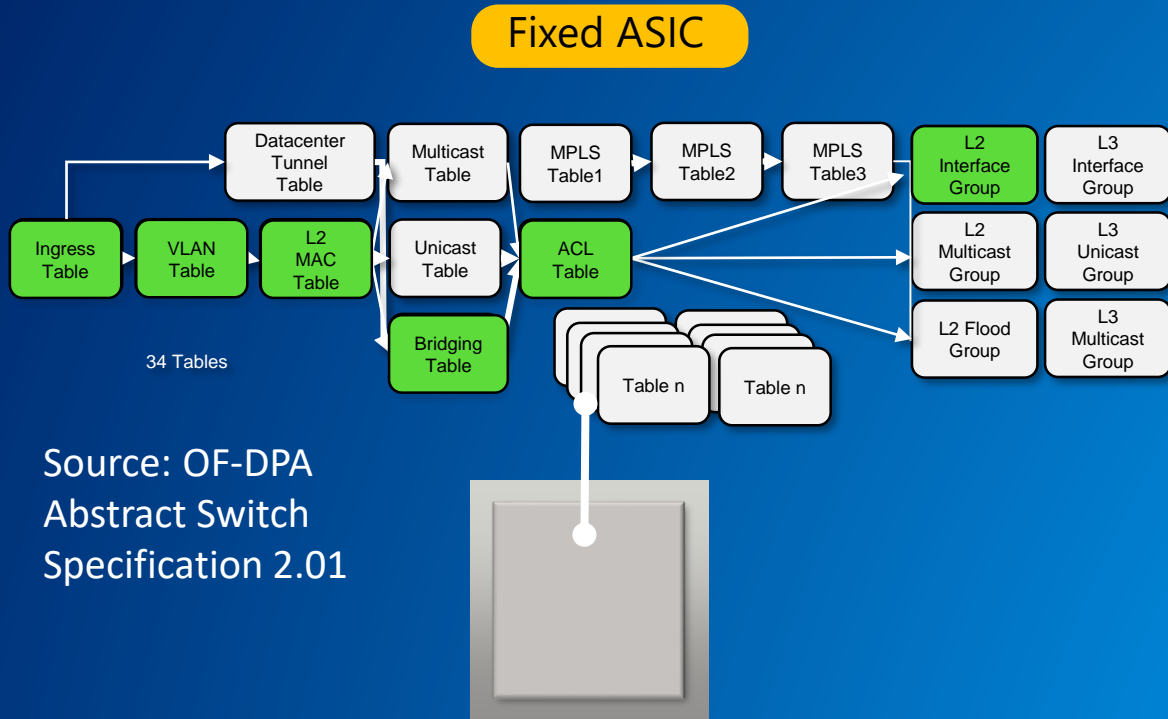 Fixed ASIC
Datacenter
Tunnel
Table
Multicast
Table
MPLS
Table1
MPLS
Table2
MPLS
Table3
L2
Interface
Group
L3
Interface
Group
Ingress
Table
VLAN
Table
L2
MAC
Table
Unicast
Table
ACL
Table
L2
Multicast
Group
L3
Unicast
Group
Bridging
Table
L2 Flood
Group
L3
Multicast
Group
34 Tables
Table n
Table n
Source: OF-DPA
Abstract Switch
Specification 2.01